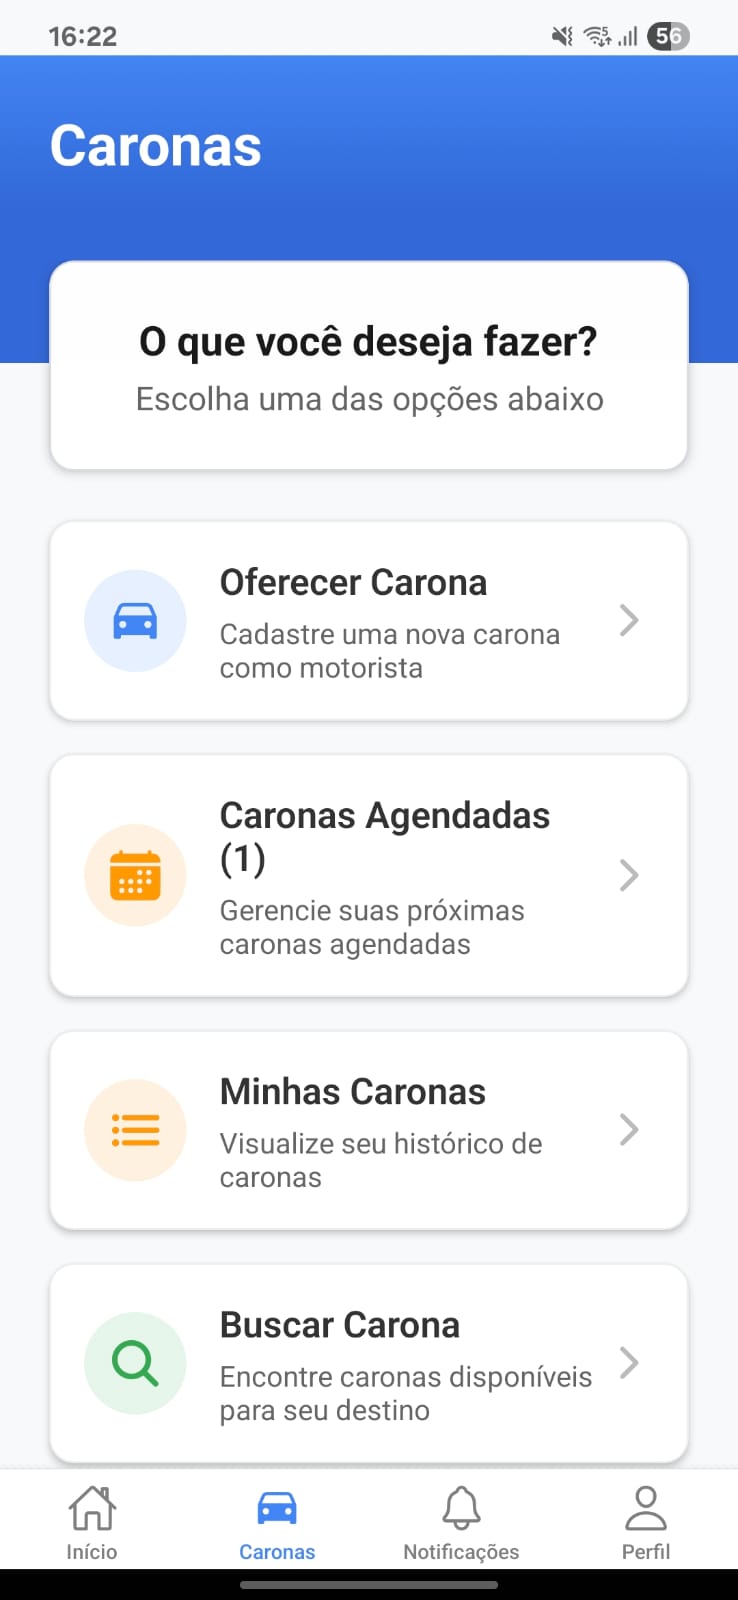 16:22
56
Caronas
O que você deseja fazer?
Escolha uma das opções abaixo
Oferecer Carona
Cadastre uma nova carona
como motorista
Caronas Agendadas
(1)
Gerencie suas próximas
caronas agendadas
Minhas Caronas
Visualize seu histórico de
caronas
Buscar Carona
Encontre caronas disponíveis
para seu destino
Início
Caronas
Notificações
Perfil